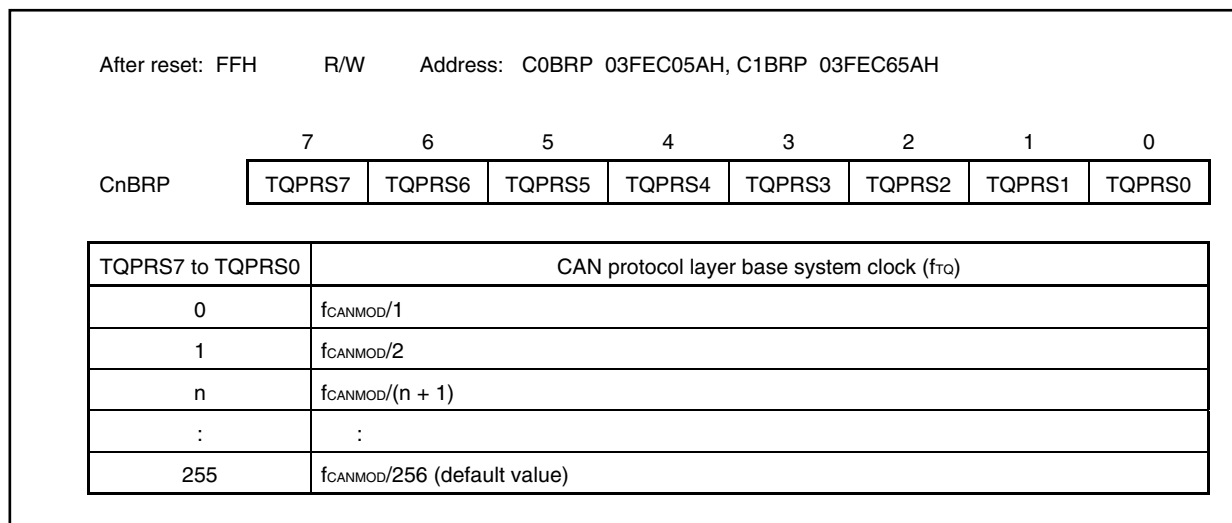 After reset: FFH R/W Address: C0BRP 03FEC05AH, C1BRP 03FEC65AH
7 6 5 4 3 2 1 0
CnBRP TQPRS7 TQPRS6 TQPRS5 TQPRS4 TQPRS3 TQPRS2 TQPRS1 TQPRS0
TQPRS7 to TQPRS0 CAN protocol layer base system clock (fTQ)
0 fCANMOD/1
1 fCANMOD/2
n fCANMOD/(n + 1)
: :
255 fCANMOD/256 (default value)